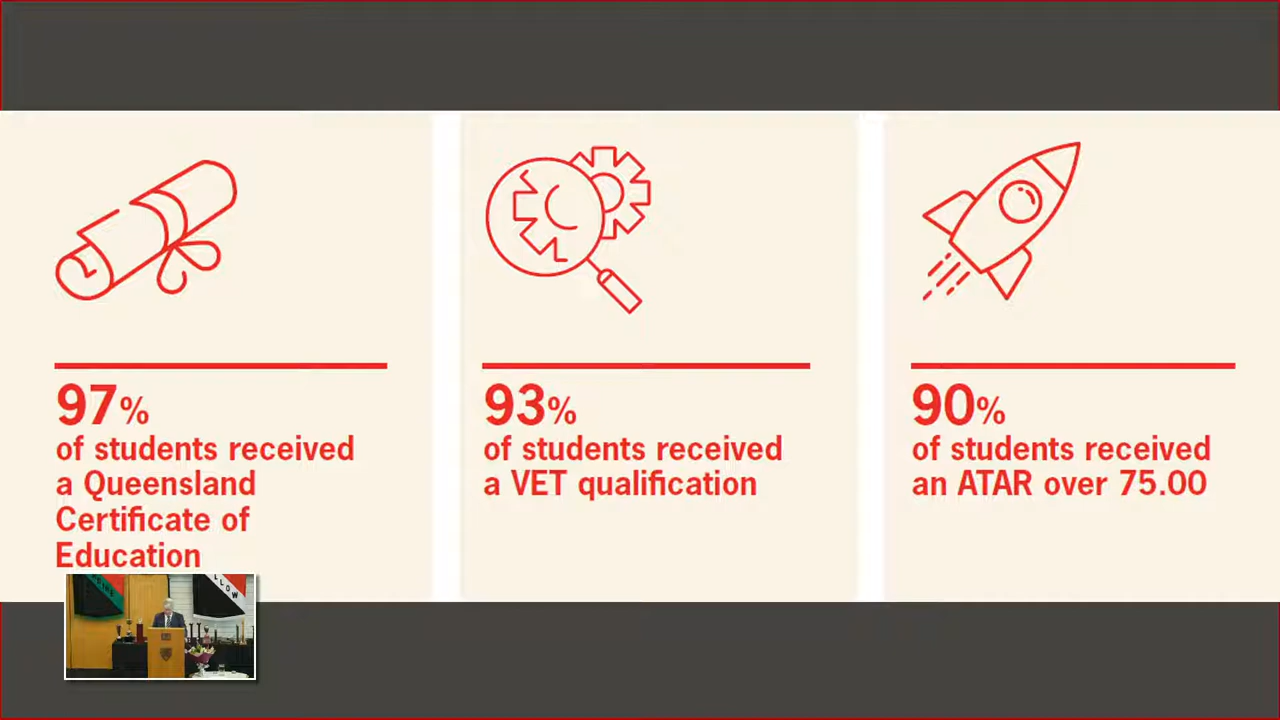 97%
of students received
a Queensland
Certificate of
Education
93%
of students received
a VET qualification
90%
of students received
an ATAR over 75.00
LLOW